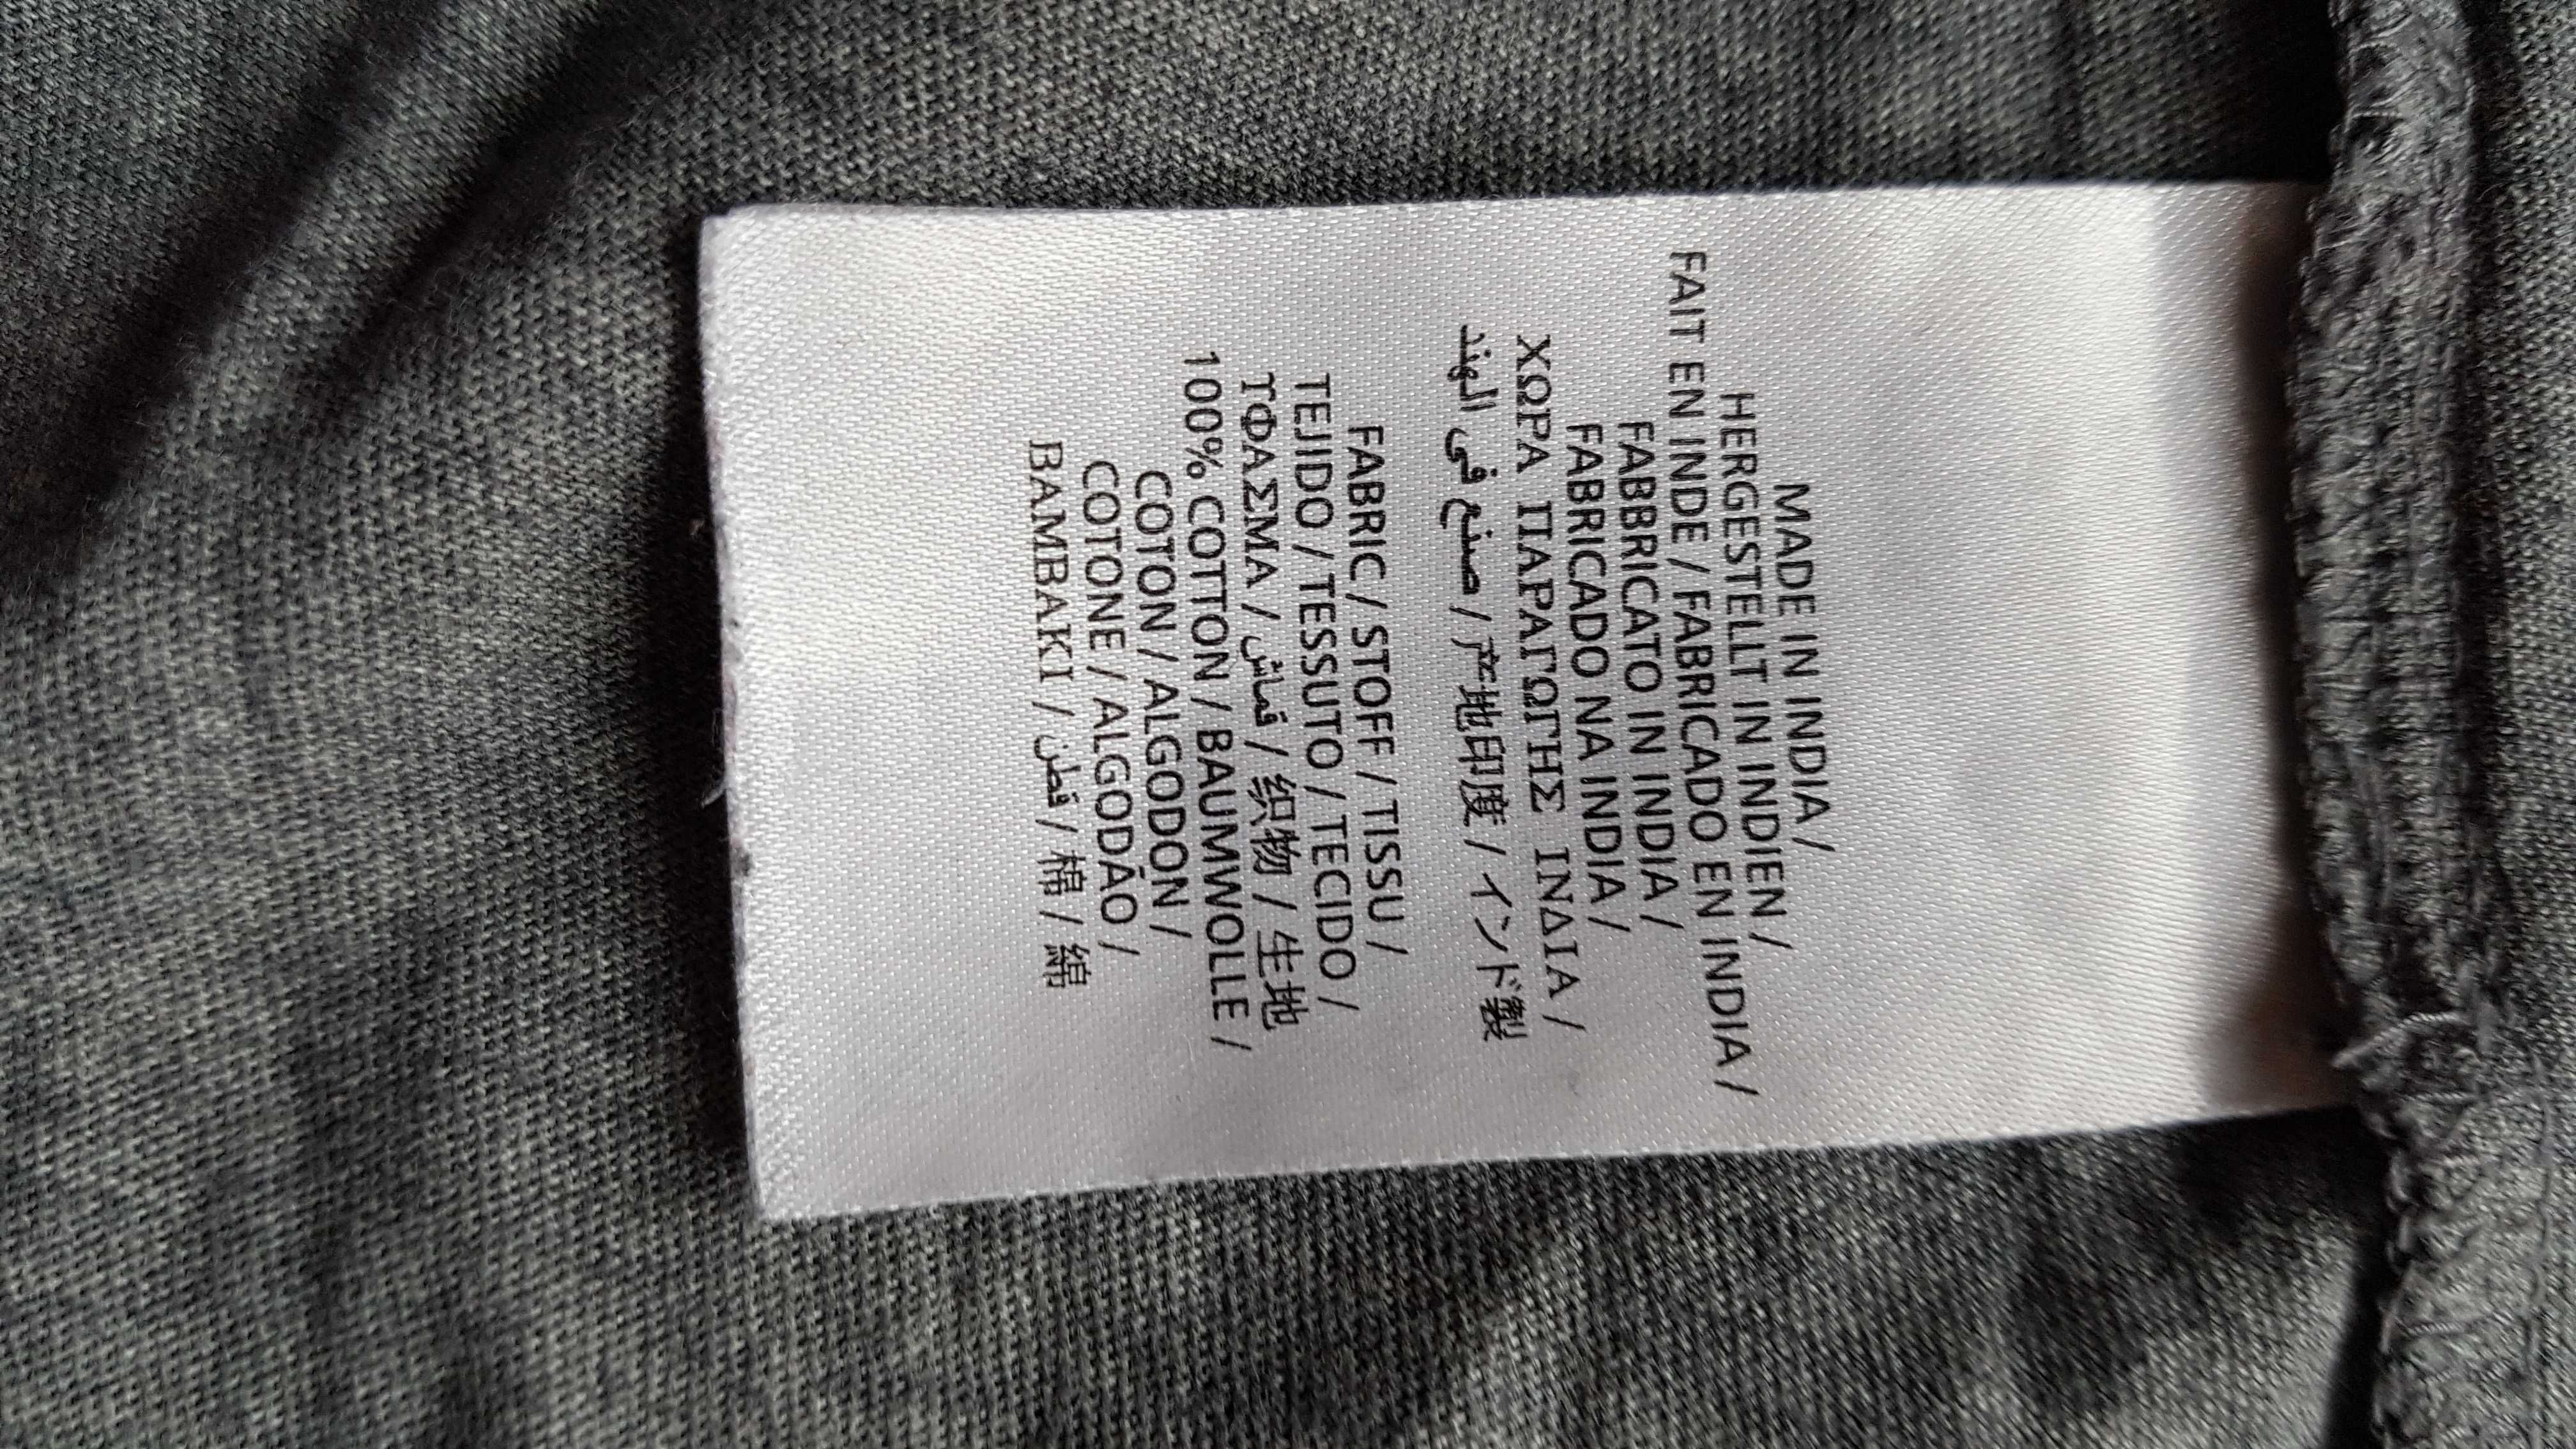 MADE IN INDIA /
HERGESTELLT IN INDIEN /
FAIT EN INDE / FABRICADO EN INDIA /
FABBRICATO IN INDIA /
FABRICADO NA INDIA /
ΧΩΡΑ ΠΑΡΑΓΩΓΗΣ ΙΝΔΙΑ /
صنع في الهند / 产地印度 / インド製
FABRIC / STOFF / TISSU /
TEJIDO / TESSUTO / TECIDO /
ΥΦΑΣΜΑ / قماش / 织物 / 生地
100% COTTON / BAUMWOLLE /
COTON / ALGODON /
COTONE / ALGODÃO /
BAMBAKI / قطن / 棉 / 綿